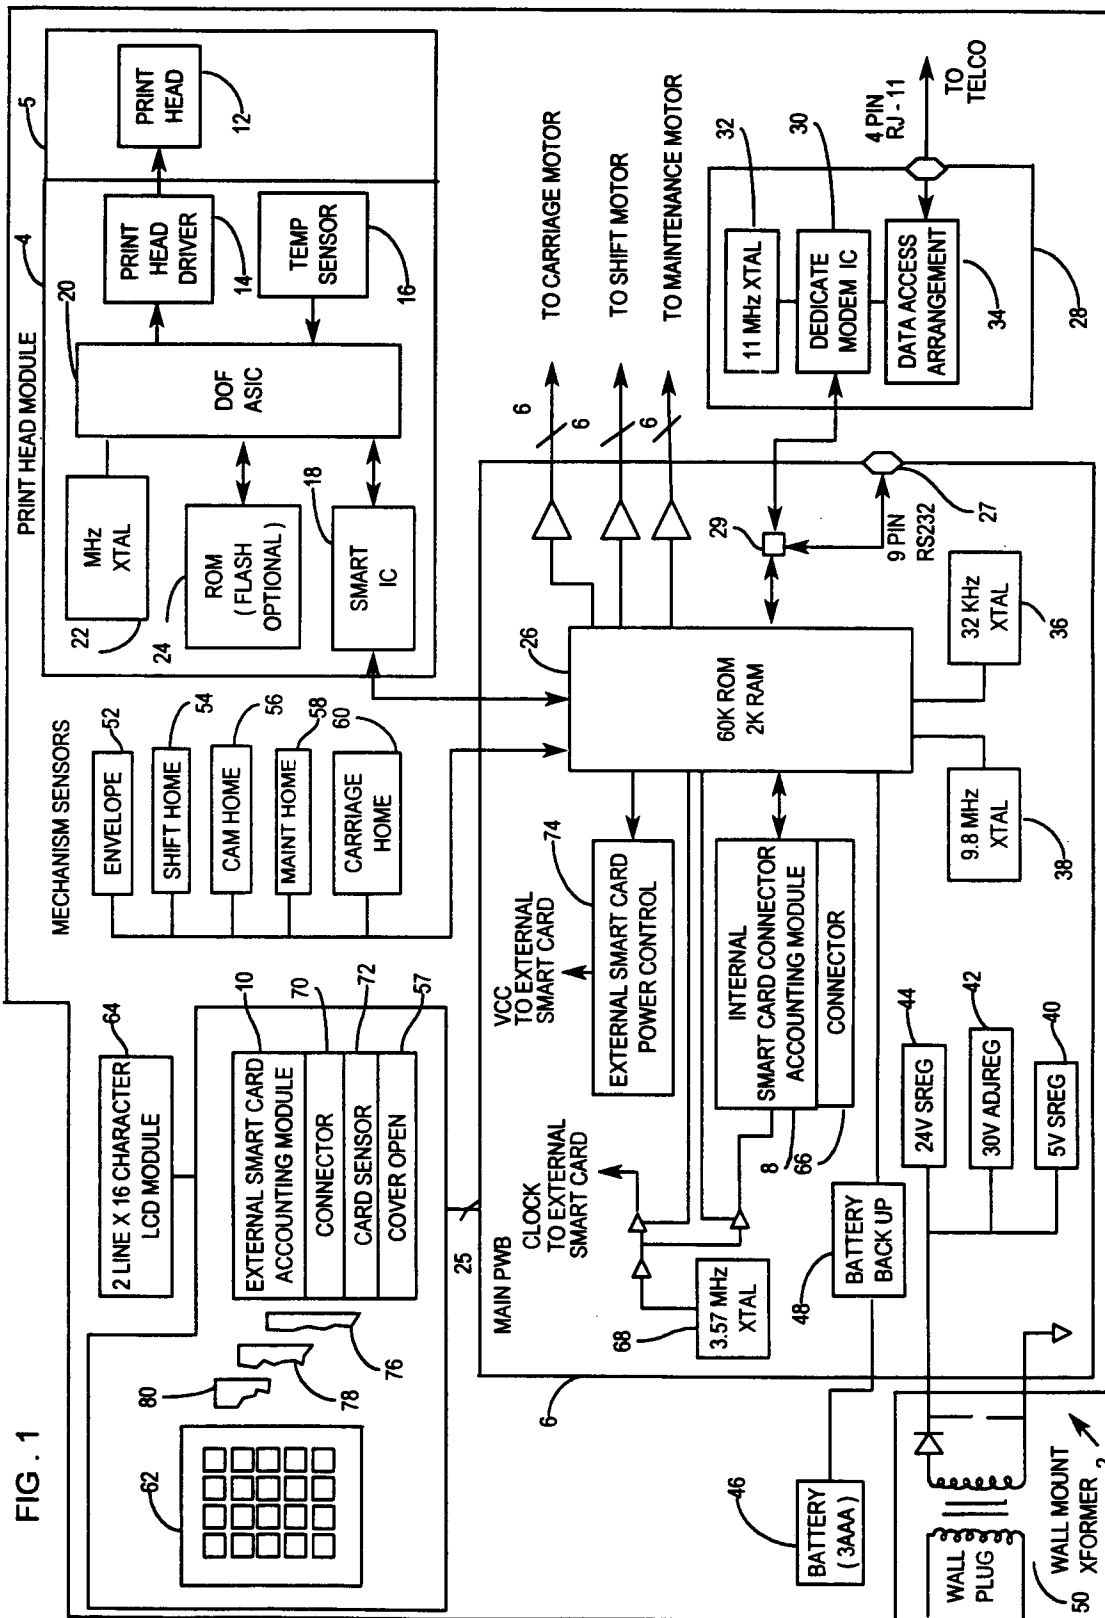 FIG . 1
62
80
78
76
64
2 LINE X 16 CHARACTER
LCD MODULE
10
70
72
57
EXTERNAL SMART CARD
ACCOUNTING MODULE
CONNECTOR
CARD SENSOR
COVER OPEN
25
MECHANISM SENSORS
ENVELOPE
52
SHIFT HOME
54
CAM HOME
56
MAINT HOME
58
CARRIAGE
HOME
60
PRINT HEAD MODULE
4
5
MHz
XTAL
22
ROM
( FLASH
OPTIONAL )
24
SMART
IC
18
20
DOF
ASIC
PRINT
HEAD
DRIVER
14
TEMP
SENSOR
16
PRINT
HEAD
12
MAIN PWB
6
CLOCK
TO EXTERNAL
SMART CARD
VCC
TO EXTERNAL
SMART CARD
74
EXTERNAL SMART CARD
POWER CONTROL
26
60K ROM
2K RAM
INTERNAL
SMART CARD CONNECTOR
ACCOUNTING MODULE
CONNECTOR
8
66
3.57 MHz
XTAL
68
BATTERY
BACK UP
48
24V SREG
44
30V ADJREG
42
5V SREG
40
9.8 MHz
XTAL
38
32 KHz
XTAL
36
29
9 PIN
RS232
27
6
6
6
TO CARRIAGE MOTOR
TO SHIFT MOTOR
TO MAINTENANCE MOTOR
11 MHz XTAL
32
DEDICATE
MODEM IC
30
DATA ACCESS
ARRANGEMENT
34
28
4 PIN
RJ - 11
TO
TELCO
46
BATTERY
( 3AAA )
WALL
PLUG
50
WALL MOUNT
XFORMER
2